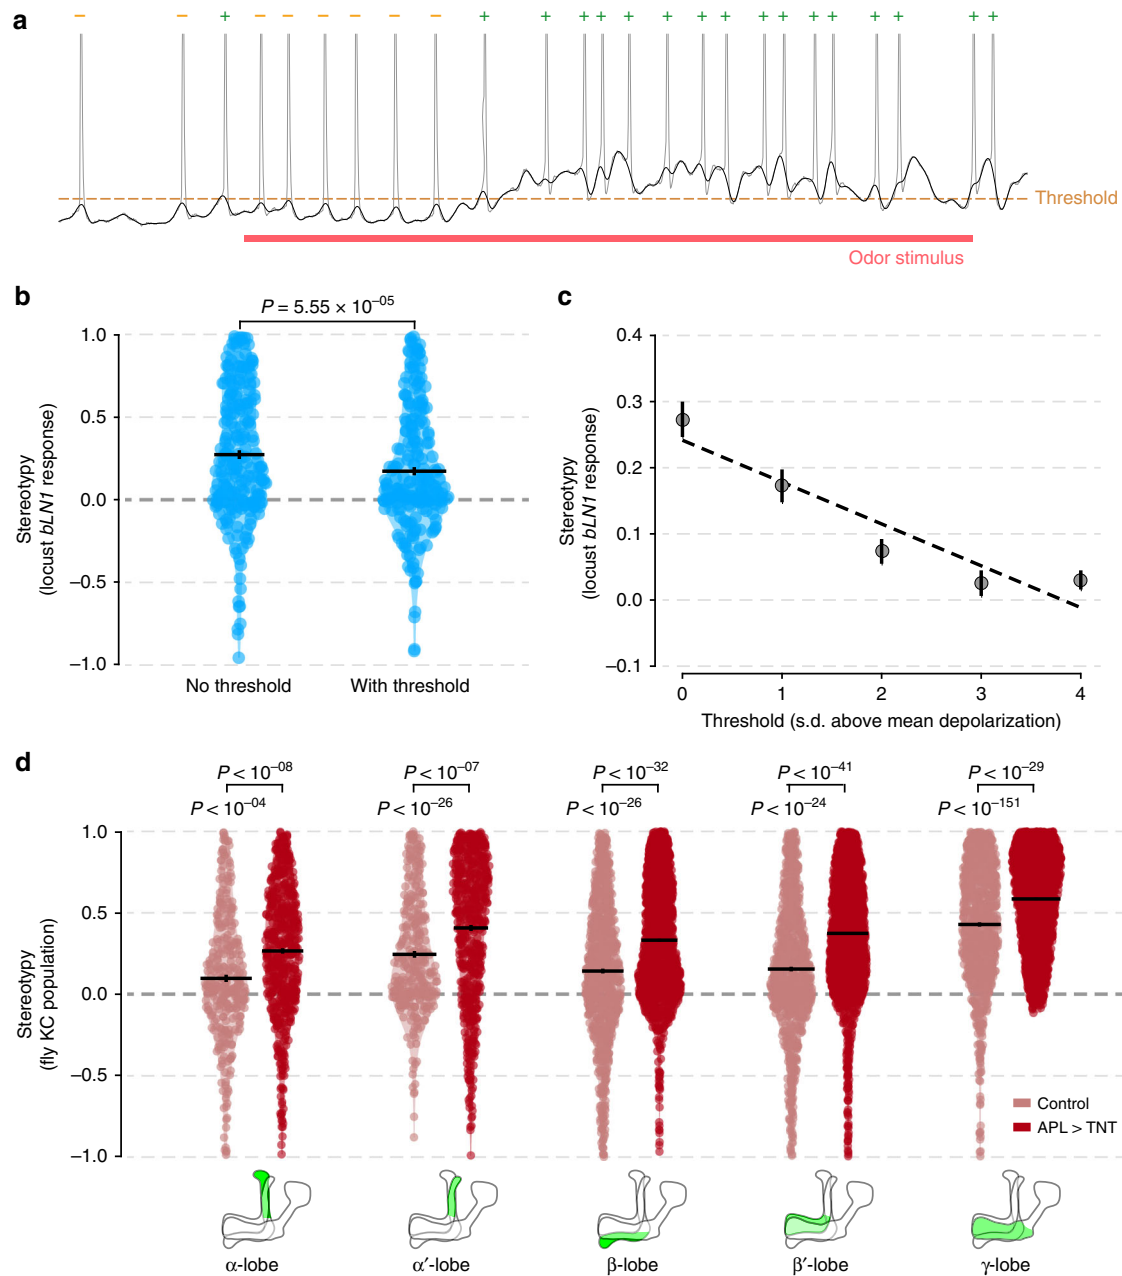 a
− − + − − − − − − + + + + + + + + + + + + + + + +
Threshold
Odor stimulus
b
P = 5.55 × 10⁻⁰⁵
1.0
0.5
0.0
−0.5
−1.0
Stereotypy
(locust bLN1 response)
No threshold
With threshold
c
0.4
0.3
0.2
0.1
0.0
−0.1
Stereotypy
(locust bLN1 response)
0 1 2 3 4
Threshold (s.d. above mean depolarization)
d
P < 10⁻⁰⁸ P < 10⁻⁰⁷ P < 10⁻³² P < 10⁻⁴¹ P < 10⁻²⁹
P < 10⁻⁰⁴ P < 10⁻²⁶ P < 10⁻²⁶ P < 10⁻²⁴ P < 10⁻¹⁵¹
1.0
0.5
0.0
−0.5
−1.0
Stereotypy
(fly KC population)
Control
APL > TNT
α-lobe α′-lobe β-lobe β′-lobe γ-lobe